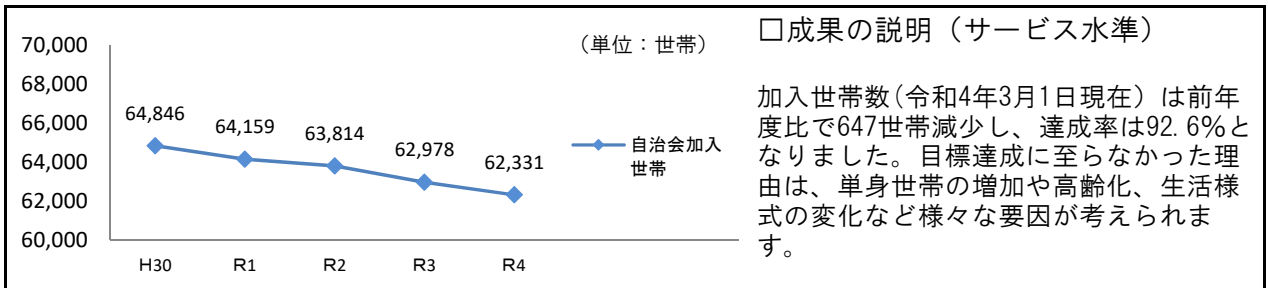 70,000
68,000
66,000
64,000
62,000
60,000
(単位：世帯)
64,846
64,159
63,814
62,978
62,331
自治会加入
世帯
H30
R1
R2
R3
R4
□成果の説明（サービス水準）
加入世帯数(令和4年3月1日現在）は前年
度比で647世帯減少し、達成率は92.6%と
なりました。目標達成に至らなかった理
由は、単身世帯の増加や高齢化、生活様
式の変化など様々な要因が考えられま
す。